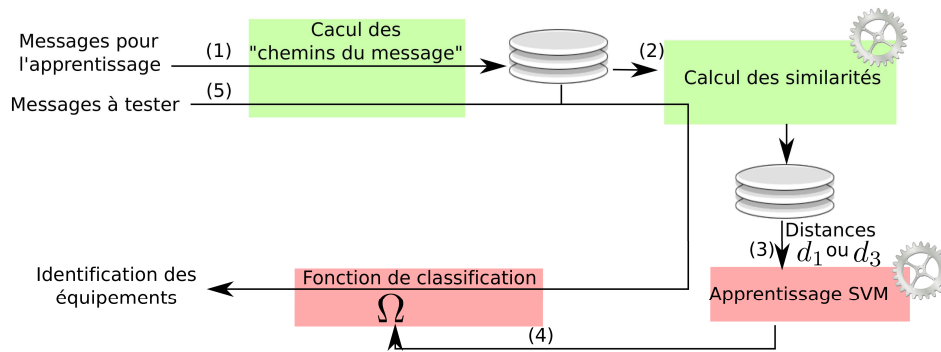 Messages pour
l'apprentissage
(1)
Cacul des
"chemins du message"
(2)
Calcul des similarités
Messages à tester
(5)
Distances
d1 ou d3
(3)
Apprentissage SVM
Identification des
équipements
Fonction de classification
Ω
(4)